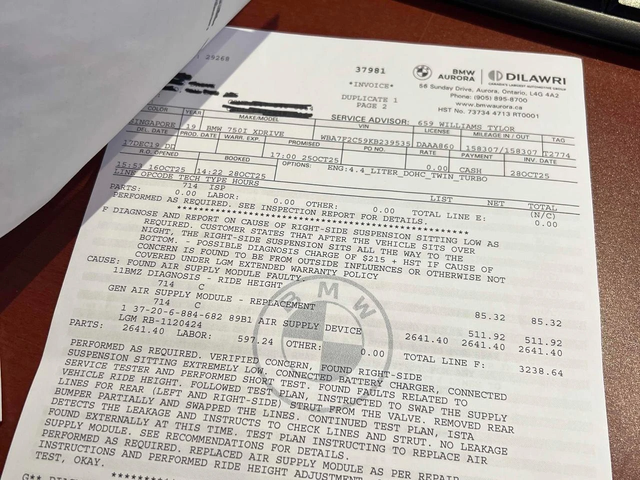 29268
37981
*INVOICE*
DUPLICATE 1
PAGE 2
BMW
AURORA
DILAWRI
CANADA'S LARGEST AUTOMOTIVE GROUP
56 Sunday Drive, Aurora, Ontario, L4G 4A2
Phone: (905) 895-8700
www.bmwaurora.ca
HST No. 73734 4713 RT0001
SERVICE ADVISOR: 659 WILLIAMS TYLOR
COLOR YEAR MAKE/MODEL VIN LICENSE MILEAGE IN / OUT TAG
SINGAPORE 19 BMW 750I XDRIVE WBA7F2C59KB239535 DAAA860 158307/158307 T2774
DEL. DATE PROD. DATE WARR. EXP. PROMISED PO NO. RATE PAYMENT INV. DATE
17DEC19 DD 17:00 25OCT25 0.00 CASH 28OCT25
R.O. OPENED BOOKED OPTIONS: ENG:4.4_LITER_DOHC_TWIN_TURBO
15:53 16OCT25 14:22 28OCT25
LINE OPCODE TECH TYPE HOURS LIST NET TOTAL
714 ISP (N/C)
PARTS: 0.00 LABOR: 0.00 OTHER: 0.00 TOTAL LINE E: 0.00
PERFORMED AS REQUIRED. SEE INSPECTION REPORT FOR DETAILS.
F DIAGNOSE AND REPORT ON CAUSE OF RIGHT-SIDE SUSPENSION SITTING LOW AS
REQUIRED. CUSTOMER STATES THAT AFTER THE VEHICLE SITS OVER
NIGHT, THE RIGHT-SIDE SUSPENSION SITS ALL THE WAY TO THE
BOTTOM. - POSSIBLE DIAGNOSIS CHARGE OF $215 + HST IF CAUSE OF
CONCERN IS FOUND TO BE FROM OUTSIDE INFLUENCES OR OTHERWISE NOT
COVERED UNDER LGM EXTENDED WARRANTY POLICY
CAUSE: FOUND AIR SUPPLY MODULE FAULTY.
11BMZ DIAGNOSIS - RIDE HEIGHT
714 C 85.32 85.32
GEN AIR SUPPLY MODULE - REPLACEMENT
714 C 511.92 511.92
1 37-20-6-884-682 89B1 AIR SUPPLY DEVICE 2641.40 2641.40 2641.40
LGM RB-1120424
PARTS: 2641.40 LABOR: 597.24 OTHER: 0.00 TOTAL LINE F: 3238.64
PERFORMED AS REQUIRED. VERIFIED CONCERN, FOUND RIGHT-SIDE
SUSPENSION SITTING EXTREMELY LOW. CONNECTED BATTERY CHARGER, CONNECTED
SERVICE TESTER AND PERFORMED SHORT TEST. FOUND FAULTS RELATED TO
VEHICLE RIDE HEIGHT. FOLLOWED TEST PLAN, INSTRUCTED TO SWAP THE SUPPLY
LINES FOR REAR (LEFT AND RIGHT-SIDE) STRUT FROM THE VALVE. REMOVED REAR
BUMPER PARTIALLY AND SWAPPED THE LINES. CONTINUED TEST PLAN, ISTA
DETECTS THE LEAKAGE AND INSTRUCTS TO CHECK LINES AND STRUT. NO LEAKAGE
FOUND EXTERNALLY AT THIS TIME. TEST PLAN INSTRUCTING TO REPLACE AIR
SUPPLY MODULE. SEE RECOMMENDATIONS FOR DETAILS.
PERFORMED AS REQUIRED. REPLACED AIR SUPPLY MODULE AS PER REPAIR
INSTRUCTIONS AND PERFORMED RIDE HEIGHT ADJUSTMENT
TEST, OKAY.
BMW